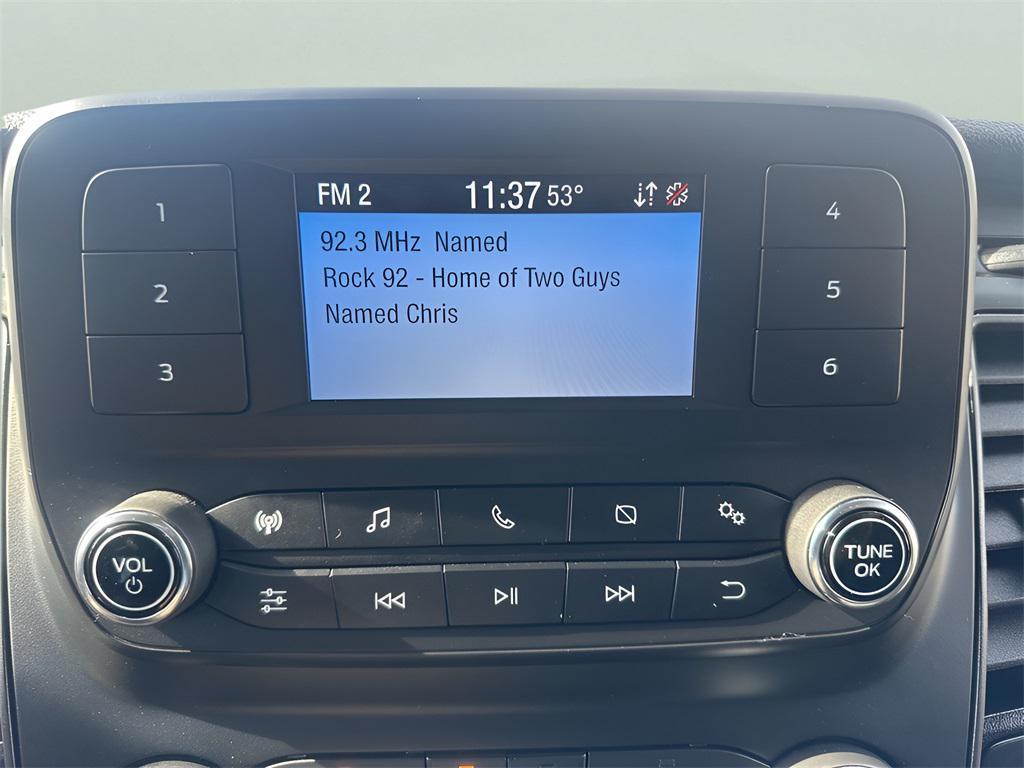 FM 2 11:37 53°
92.3 MHz Named
Rock 92 - Home of Two Guys
Named Chris
1
2
3
4
5
6
VOL
TUNE
OK